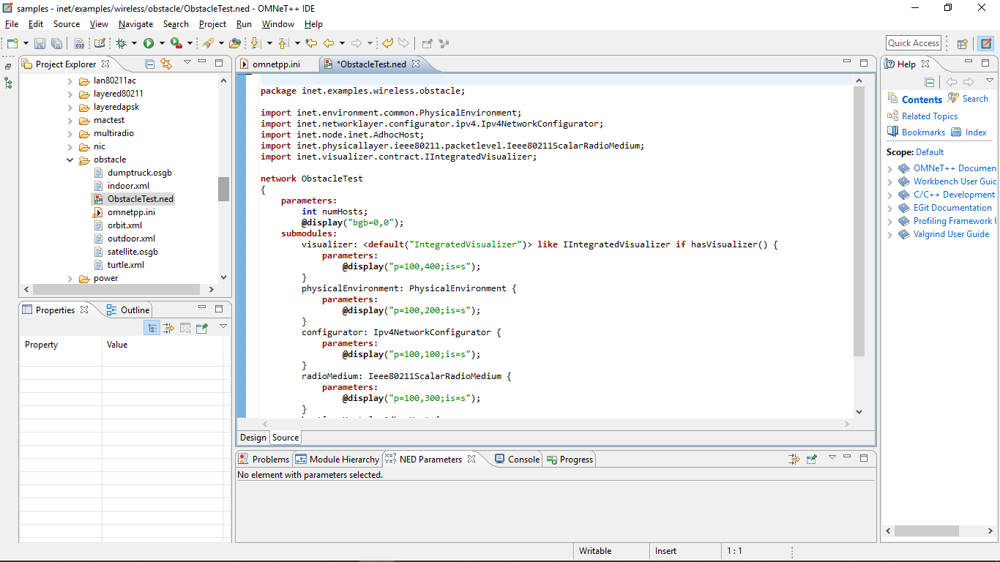 samples - inet/examples/wireless/obstacle/ObstacleTest.ned - OMNeT++ IDE
File Edit Source View Navigate Search Project Run Window Help
Quick Access
Project Explorer
lan80211ac
layered80211
layeredapsk
mactest
multiradio
nic
obstacle
dumptruck.osgb
indoor.xml
ObstacleTest.ned
omnetpp.ini
orbit.xml
outdoor.xml
satellite.osgb
turtle.xml
power
Properties Outline
Property Value
omnetpp.ini *ObstacleTest.ned
package inet.examples.wireless.obstacle;
import inet.environment.common.PhysicalEnvironment;
import inet.networklayer.configurator.ipv4.Ipv4NetworkConfigurator;
import inet.node.inet.AdhocHost;
import inet.physicallayer.ieee80211.packetlevel.Ieee80211ScalarRadioMedium;
import inet.visualizer.contract.IIntegratedVisualizer;
network ObstacleTest
{
parameters:
int numHosts;
@display("bgb=0,0");
submodules:
visualizer: <default("IntegratedVisualizer")> like IIntegratedVisualizer if hasVisualizer() {
parameters:
@display("p=100,400;is=s");
}
physicalEnvironment: PhysicalEnvironment {
parameters:
@display("p=100,200;is=s");
}
configurator: Ipv4NetworkConfigurator {
parameters:
@display("p=100,100;is=s");
}
radioMedium: Ieee80211ScalarRadioMedium {
parameters:
@display("p=100,300;is=s");
}
Design Source
Problems Module Hierarchy NED Parameters Console Progress
No element with parameters selected.
Help
Contents Search
Related Topics
Bookmarks Index
Scope: Default
OMNeT++ Documen
Workbench User Guid
C/C++ Development
EGit Documentation
Profiling Framework U
Valgrind User Guide
Writable Insert 1 : 1